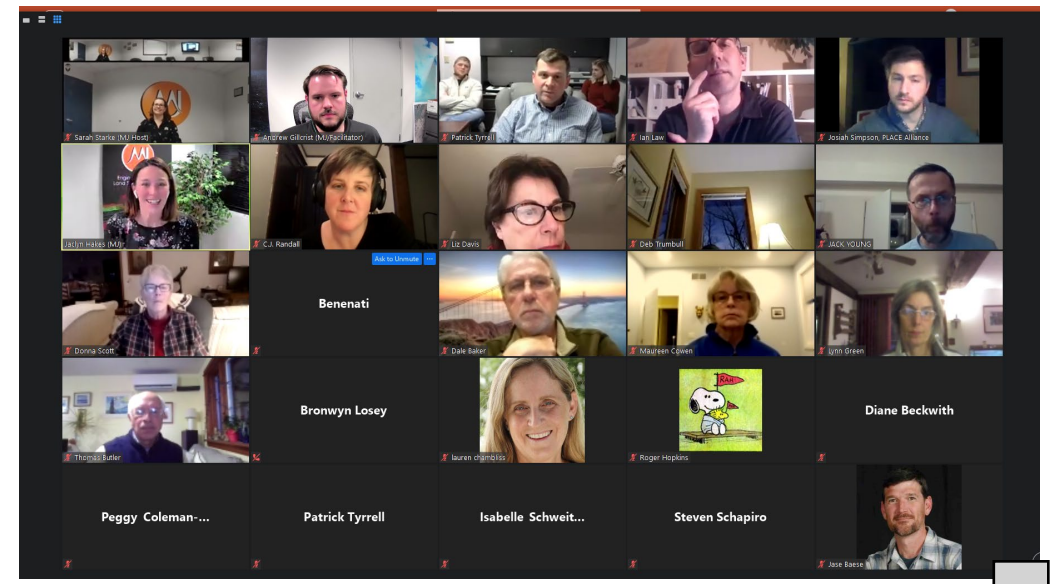 MJ
Sarah Starke (MJ Host)
Andrew Gillcrist (MJ/Facilitator)
Patrick Tyrrell
Ian Law
Josiah Simpson, PLACE Alliance
MJ
Jaclyn Hakes (MJ)
C.J. Randall
Liz Davis
Deb Trumbull
JACK YOUNG
Ask to Unmute ...
Donna Scott
Benenati
Dale Baker
Maureen Cowen
Lynn Green
Thomas Butler
Bronwyn Losey
lauren chambliss
RAH
Roger Hopkins
Diane Beckwith
Peggy Coleman-...
Patrick Tyrrell
Isabelle Schweit...
Steven Schapiro
Jase Baese